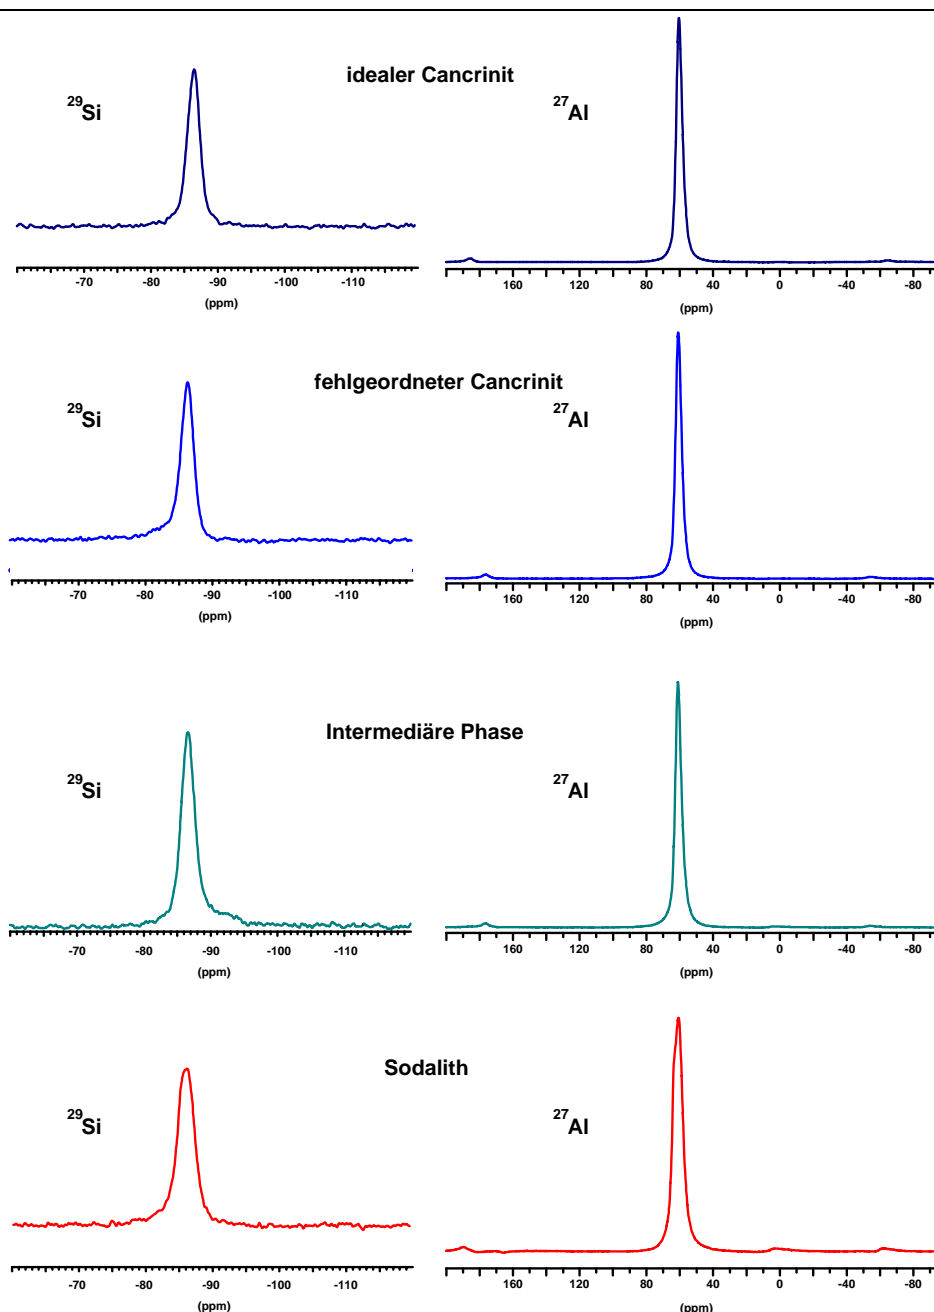 idealer Cancrinit
29Si
27Al
-70 -80 -90 -100 -110
(ppm)
160 120 80 40 0 -40 -80
(ppm)
fehlgeordneter Cancrinit
29Si
27Al
-70 -80 -90 -100 -110
(ppm)
160 120 80 40 0 -40 -80
(ppm)
Intermediäre Phase
29Si
27Al
-70 -80 -90 -100 -110
(ppm)
160 120 80 40 0 -40 -80
(ppm)
Sodalith
29Si
27Al
-70 -80 -90 -100 -110
(ppm)
160 120 80 40 0 -40 -80
(ppm)